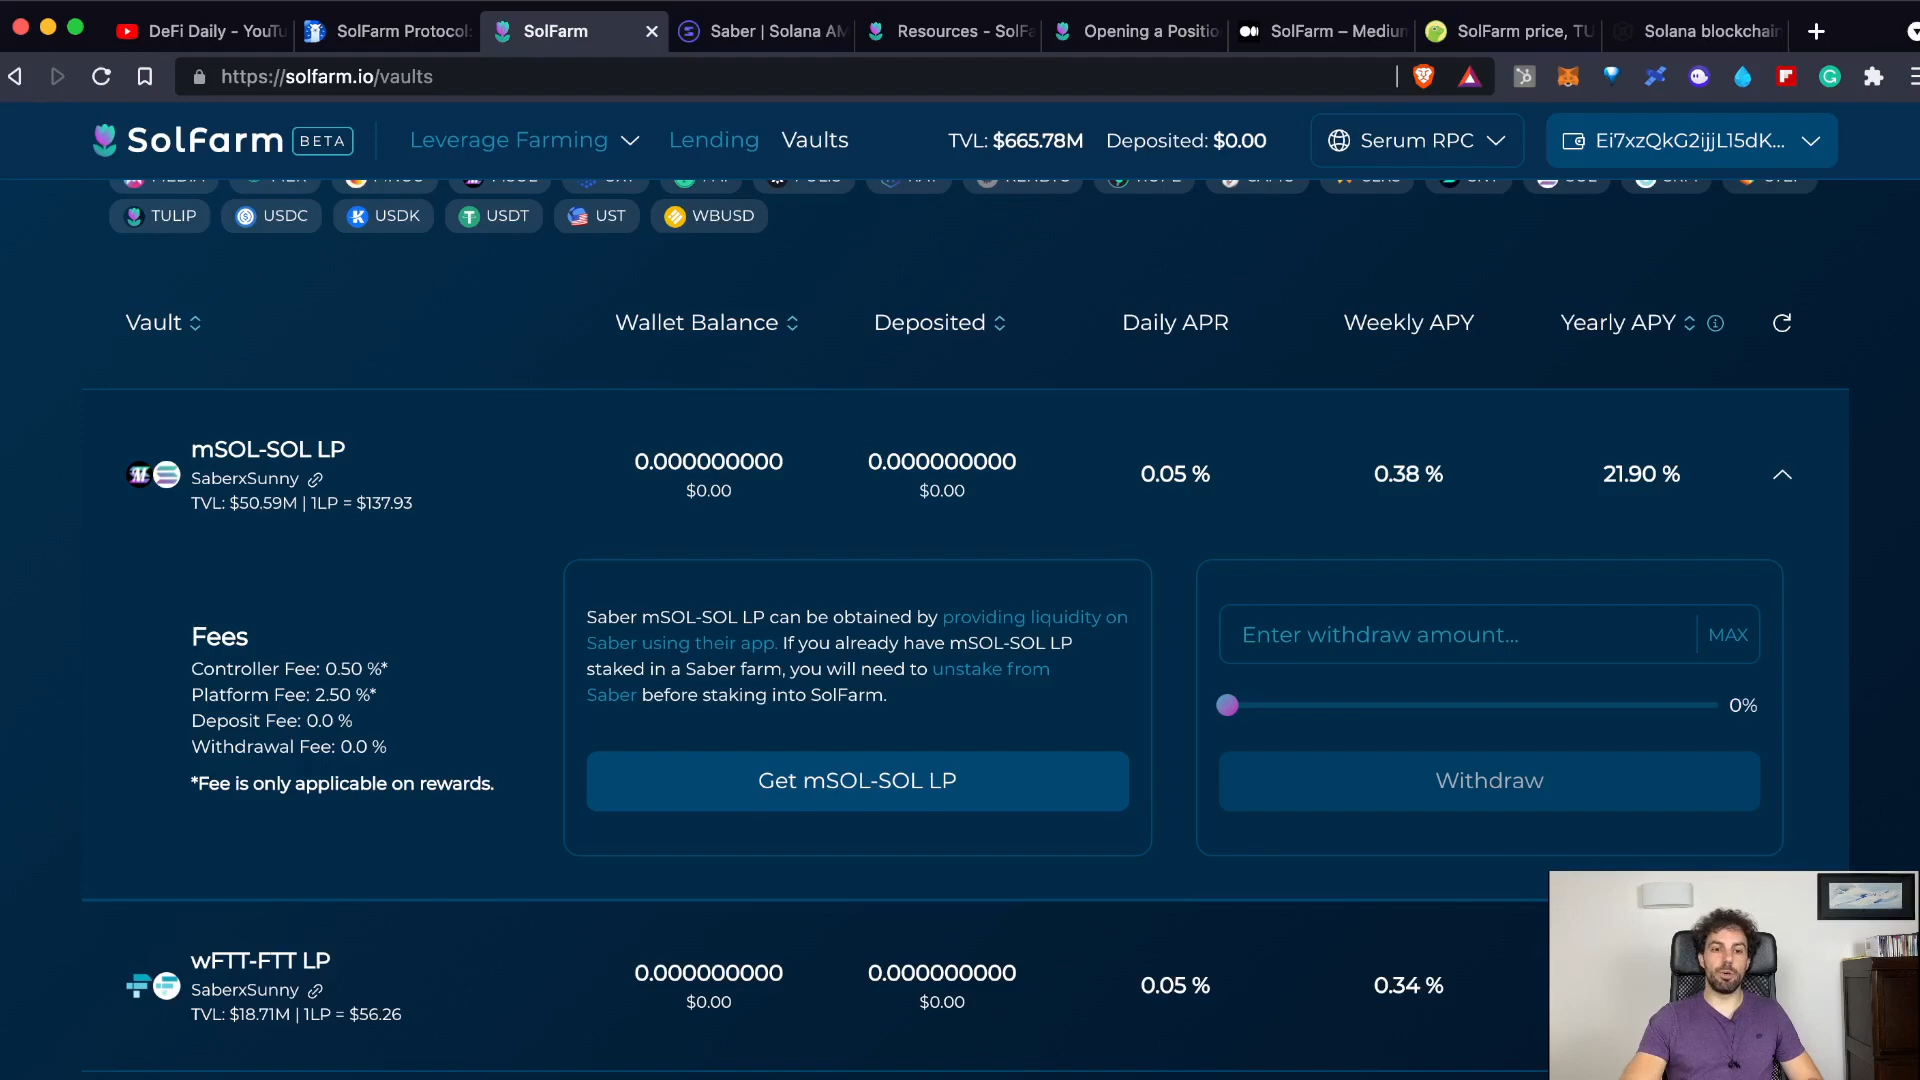 DeFi Daily - YouTu
SolFarm Protocol:
SolFarm
Saber | Solana AM
Resources - SolFa
Opening a Positio
SolFarm – Medium
SolFarm price, TU
Solana blockchain
https://solfarm.io/vaults
SolFarm BETA
Leverage Farming
Lending
Vaults
TVL: $665.78M
Deposited: $0.00
Serum RPC
Ei7xzQkG2ijjL15dK...
TULIP
USDC
USDK
USDT
UST
WBUSD
Vault
Wallet Balance
Deposited
Daily APR
Weekly APY
Yearly APY
mSOL-SOL LP
SaberxSunny
TVL: $50.59M | 1LP = $137.93
0.000000000
$0.00
0.000000000
$0.00
0.05 %
0.38 %
21.90 %
Fees
Controller Fee: 0.50 %*
Platform Fee: 2.50 %*
Deposit Fee: 0.0 %
Withdrawal Fee: 0.0 %
*Fee is only applicable on rewards.
Saber mSOL-SOL LP can be obtained by providing liquidity on
Saber using their app. If you already have mSOL-SOL LP
staked in a Saber farm, you will need to unstake from
Saber before staking into SolFarm.
Get mSOL-SOL LP
Enter withdraw amount...
MAX
0%
Withdraw
wFTT-FTT LP
SaberxSunny
TVL: $18.71M | 1LP = $56.26
0.000000000
$0.00
0.000000000
$0.00
0.05 %
0.34 %